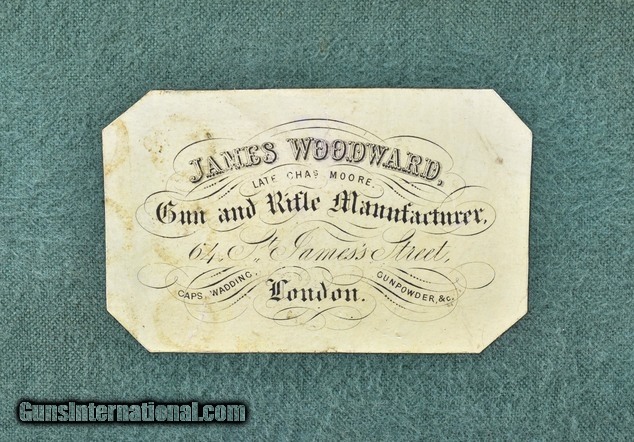 JAMES WOODWARD,
LATE CHAS MOORE.
Gun and Rifle Manufacturer,
64, St. James's Street,
CAPS, WADDING,
GUNPOWDER, &c.
London.
GunsInternational.com